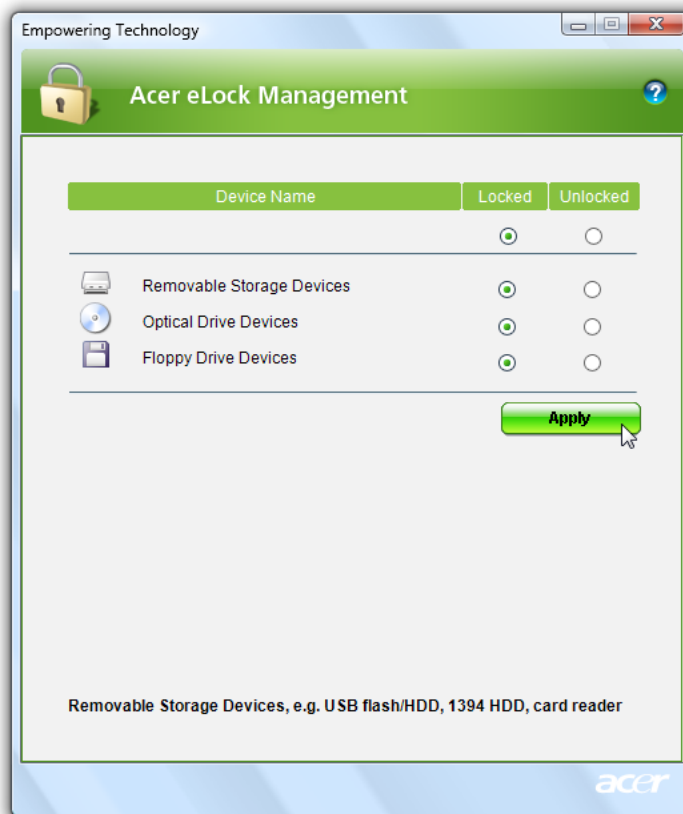 Empowering Technology
Acer eLock Management
Device Name Locked Unlocked
Removable Storage Devices
Optical Drive Devices
Floppy Drive Devices
Apply
Removable Storage Devices, e.g. USB flash/HDD, 1394 HDD, card reader
acer